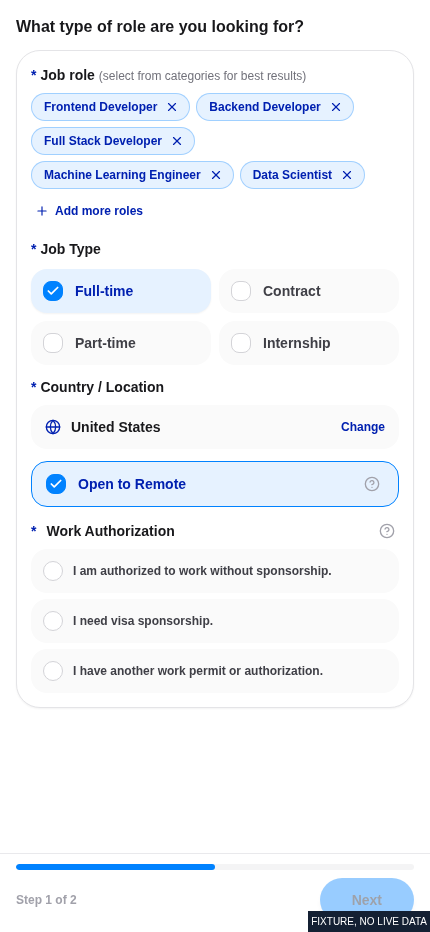 What type of role are you looking for?
* Job role (select from categories for best results)
Frontend Developer
Backend Developer
Full Stack Developer
Machine Learning Engineer
Data Scientist
Add more roles
* Job Type
Full-time
Contract
Part-time
Internship
* Country / Location
United States
Change
Open to Remote
* Work Authorization
I am authorized to work without sponsorship.
I need visa sponsorship.
I have another work permit or authorization.
Step 1 of 2
Next
FIXTURE, NO LIVE DATA